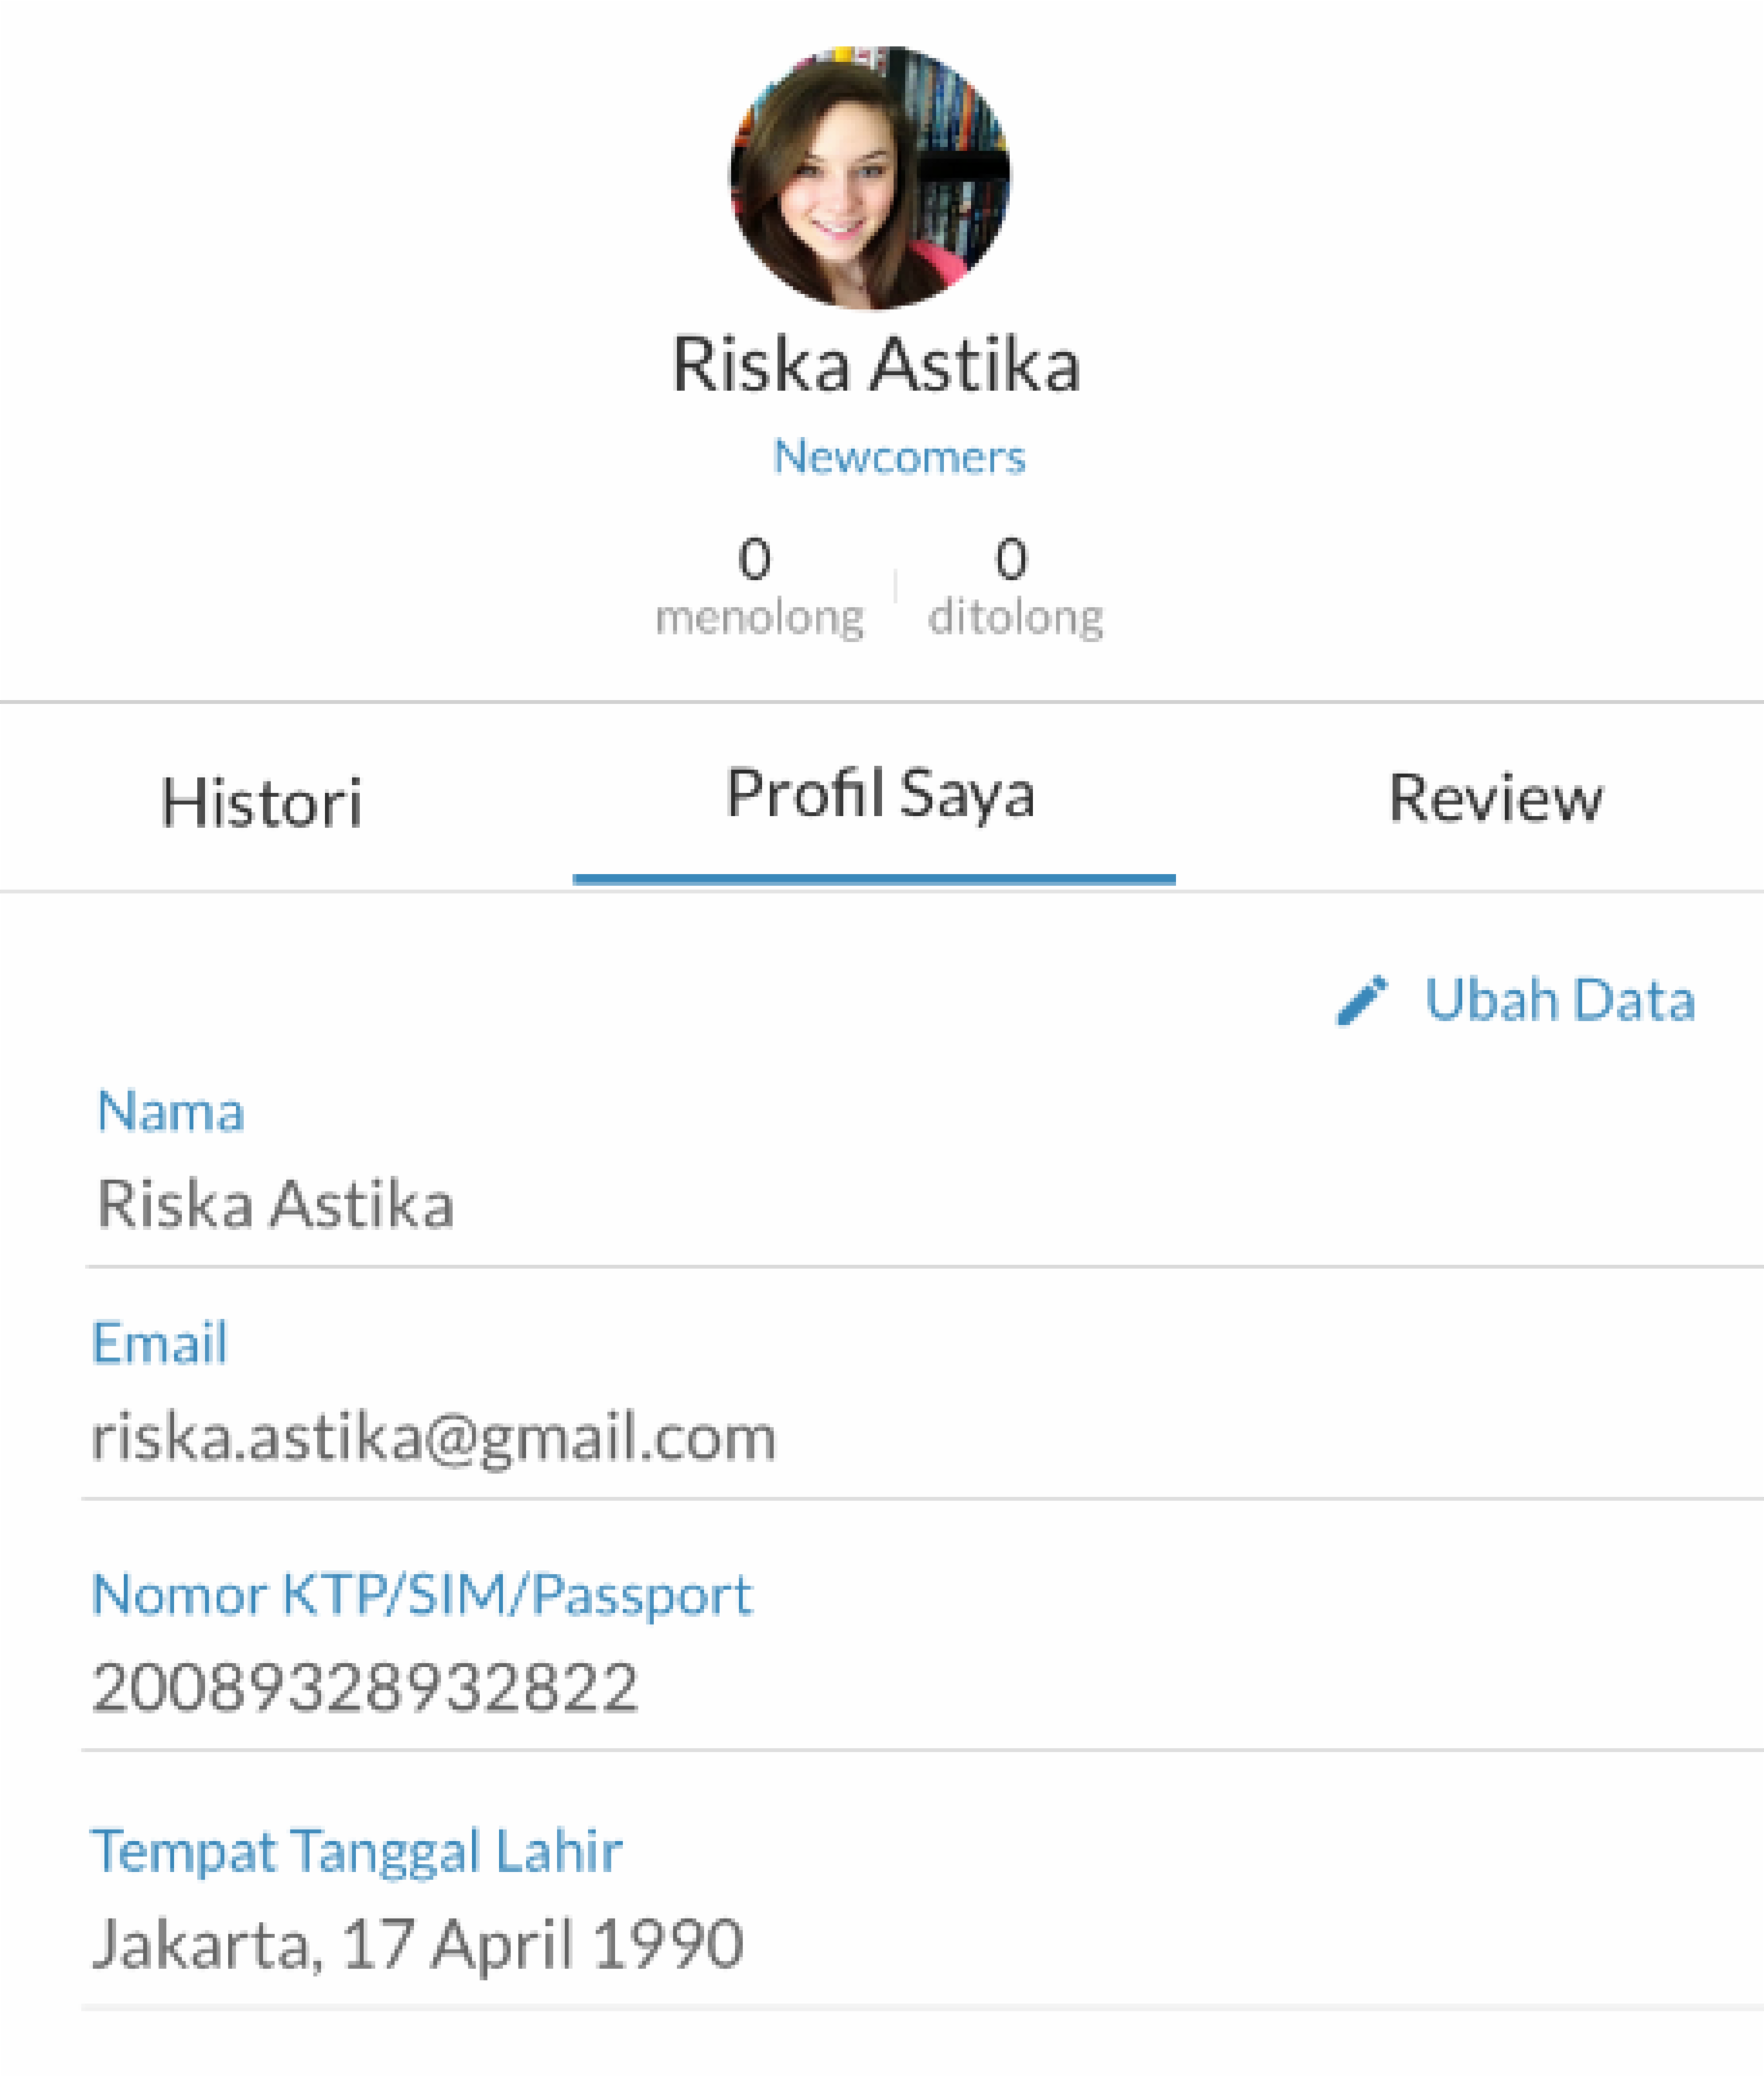 Riska Astika
Newcomers
0 0
menolong ditolong
Histori Profil Saya Review
Ubah Data
Nama
Riska Astika
Email
riska.astika@gmail.com
Nomor KTP/SIM/Passport
20089328932822
Tempat Tanggal Lahir
Jakarta, 17 April 1990